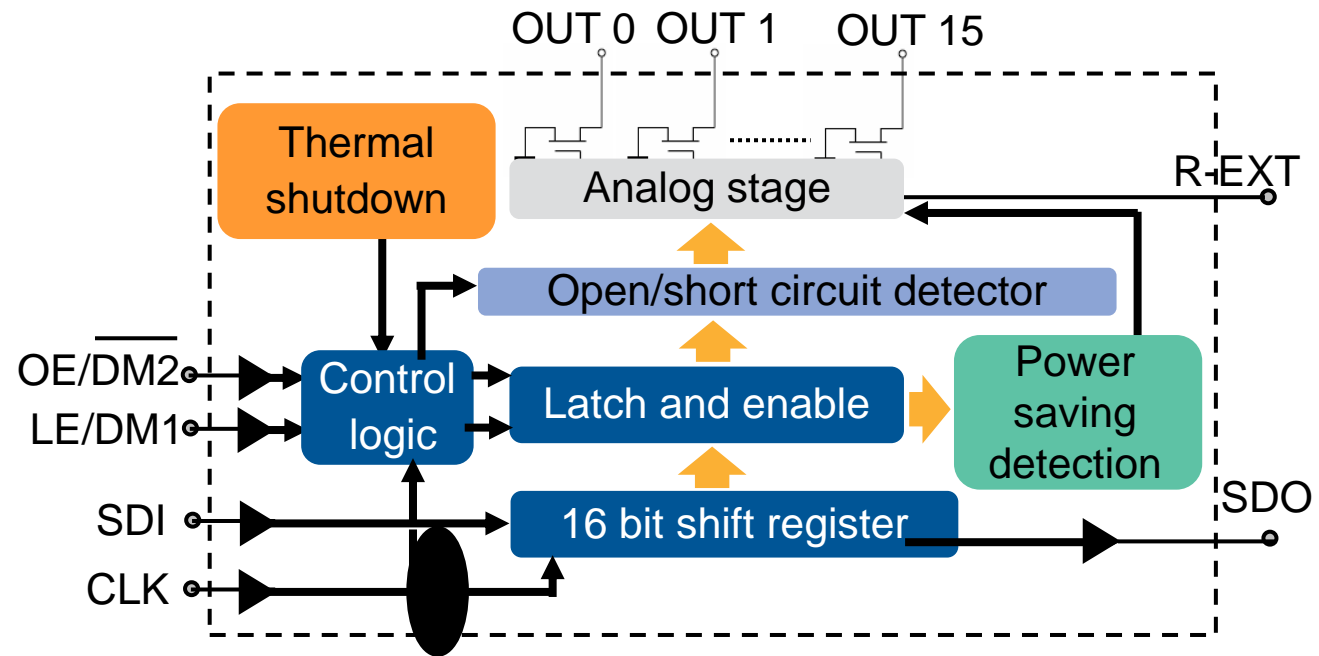 OUT 0 OUT 1 OUT 15
Thermal
shutdown
Analog stage
R-EXT
Open/short circuit detector
OE/DM2
LE/DM1
Control
logic
Latch and enable
Power
saving
detection
SDI
16 bit shift register
SDO
CLK